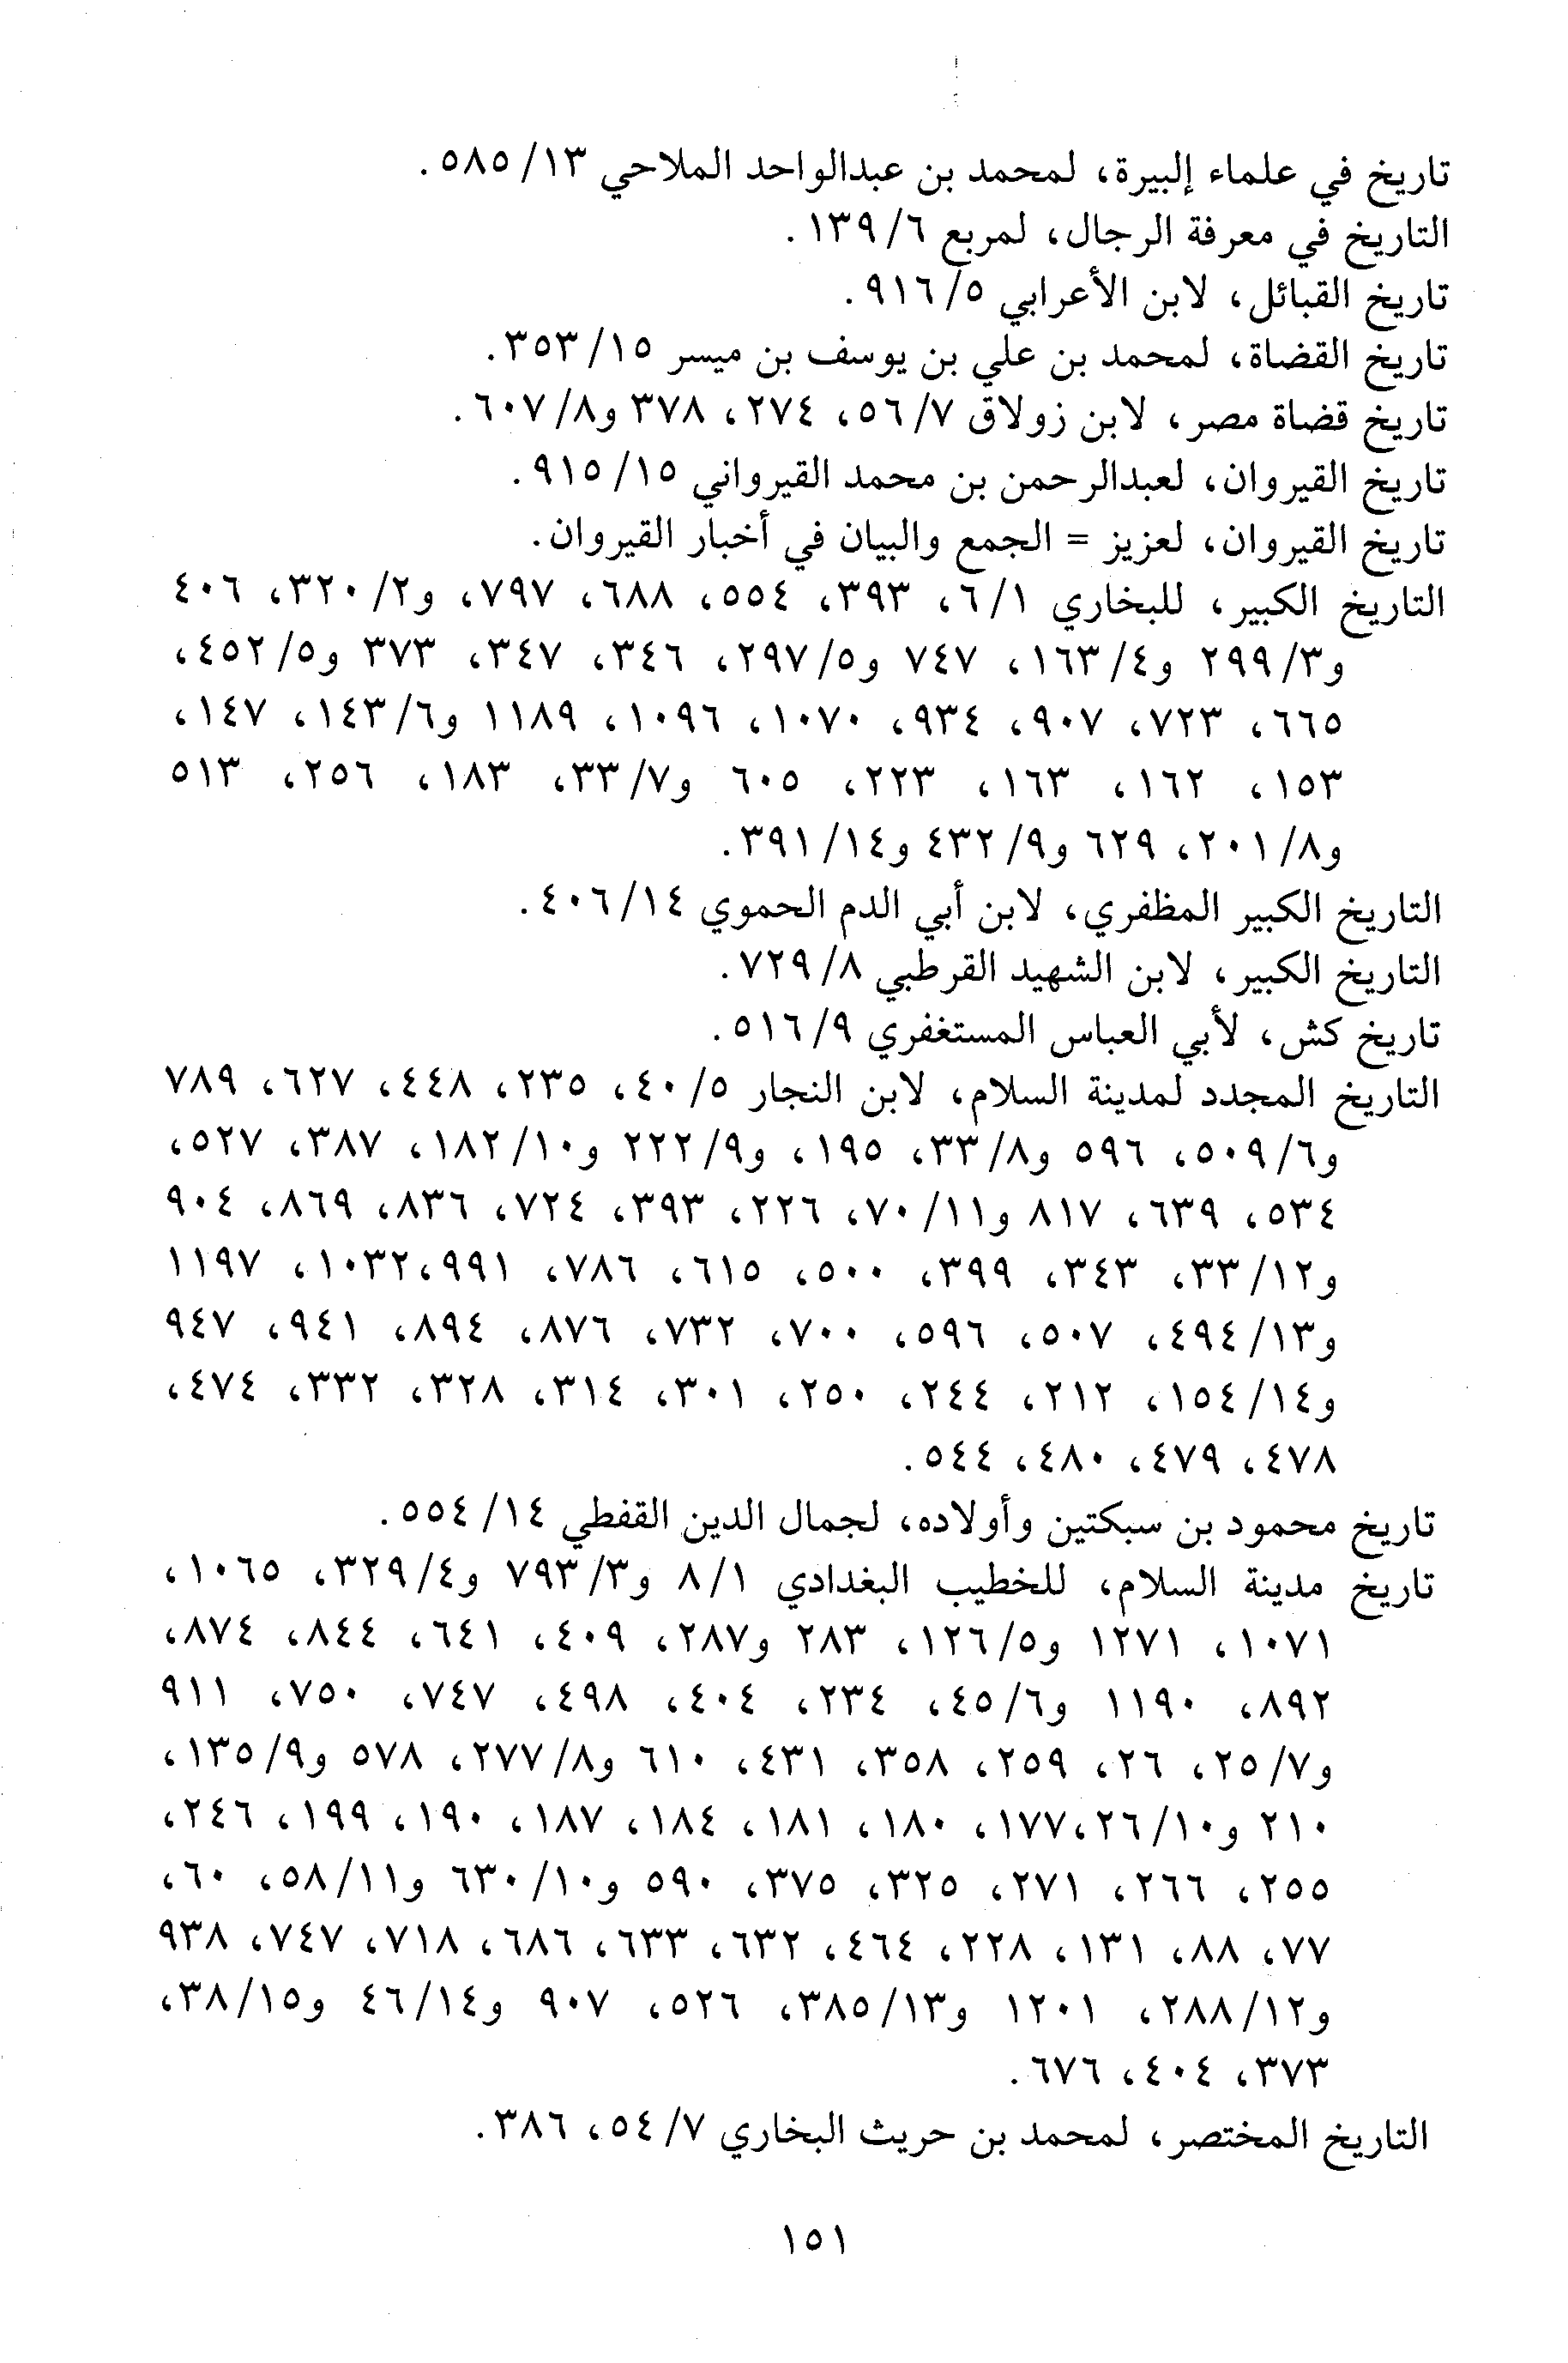 تاريخ في علماء إلبيرة، لمحمد بن عبدالواحد الملاحي ١٣/ ٥٨٥.
التاريخ في معرفة الرجال، لمربع ٦/ ١٣٩.
تاريخ القبائل، لابن الأعرابي ٥/ ٩١٦.
تاريخ القضاة، لمحمد بن علي بن يوسف بن ميسر ١٥/ ٣٥٣.
تاريخ قضاة مصر، لابن زولاق ٧/ ٥٦، ٢٧٤، ٣٧٨ و٨/ ٦٠٧.
تاريخ القيروان، لعبدالرحمن بن محمد القيرواني ١٥/ ٩١٥.
تاريخ القيروان، لعزيز = الجمع والبيان في أخبار القيروان.
التاريخ الكبير، للبخاري ١/ ٦، ٣٩٣، ٥٥٤، ٦٨٨، ٧٩٧، و٢/ ٣٢٠، ٤٠٦
و٣/ ٢٩٩ و٤/ ١٦٣، ٧٤٧ و٥/ ٢٩٧، ٣٤٦، ٣٤٧، ٣٧٣ و٥/ ٤٥٢،
٦٦٥، ٧٢٣، ٩٠٧، ٩٣٤، ١٠٧٠، ١٠٩٦، ١١٨٩ و٦/ ١٤٣، ١٤٧،
١٥٣، ١٦٢، ١٦٣، ٢٢٣، ٦٠٥ و٧/ ٣٣، ١٨٣، ٢٥٦، ٥١٣
و٨/ ٢٠١، ٦٢٩ و٩/ ٤٣٢ و١٤/ ٣٩١.
التاريخ الكبير المظفري، لابن أبي الدم الحموي ١٤/ ٤٠٦.
التاريخ الكبير، لابن الشهيد القرطبي ٨/ ٧٢٩.
تاريخ كش، لأبي العباس المستغفري ٩/ ٥١٦.
التاريخ المجدد لمدينة السلام، لابن النجار ٥/ ٤٠، ٢٣٥، ٤٤٨، ٦٢٧، ٧٨٩
و٦/ ٥٠٩، ٥٩٦ و٨/ ٣٣، ١٩٥، و٩/ ٢٢٢ و١٠/ ١٨٢، ٣٨٧، ٥٢٧،
٥٣٤، ٦٣٩، ٨١٧ و١١/ ٧٠، ٢٢٦، ٣٩٣، ٧٢٤، ٨٣٦، ٨٦٩، ٩٠٤
و١٢/ ٣٣، ٣٤٣، ٣٩٩، ٥٠٠، ٦١٥، ٧٨٦، ٩٩١،١٠٣٢، ١١٩٧
و١٣/ ٤٩٤، ٥٠٧، ٥٩٦، ٧٠٠، ٧٣٢، ٨٧٦، ٨٩٤، ٩٤١، ٩٤٧
و١٤/ ١٥٤، ٢١٢، ٢٤٤، ٢٥٠، ٣٠١، ٣١٤، ٣٢٨، ٣٣٢، ٤٧٤،
٤٧٨، ٤٧٩، ٤٨٠، ٥٤٤.
تاريخ محمود بن سبكتين وأولاده، لجمال الدين القفطي ١٤/ ٥٥٤.
تاريخ مدينة السلام، للخطيب البغدادي ١/ ٨ و٣/ ٧٩٣ و٤/ ٣٢٩، ١٠٦٥،
١٠٧١، ١٢٧١ و٥/ ١٢٦، ٢٨٣ و٢٨٧، ٤٠٩، ٦٤١، ٨٤٤، ٨٧٤،
٨٩٢، ١١٩٠ و٦/ ٤٥، ٢٣٤، ٤٠٤، ٤٩٨، ٧٤٧، ٧٥٠، ٩١١
و٧/ ٢٥، ٢٦، ٢٥٩، ٣٥٨، ٤٣١، ٦١٠ و٨/ ٢٧٧، ٥٧٨ و٩/ ١٣٥،
٢١٠ و١٠/ ٢٦،١٧٧، ١٨٠، ١٨١، ١٨٤، ١٨٧، ١٩٠، ١٩٩، ٢٤٦،
٢٥٥، ٢٦٦، ٢٧١، ٣٢٥، ٣٧٥، ٥٩٠ و١٠/ ٦٣٠ و١١/ ٥٨، ٦٠،
٧٧، ٨٨، ١٣١، ٢٢٨، ٤٦٤، ٦٣٢، ٦٣٣، ٦٨٦، ٧١٨، ٧٤٧، ٩٣٨
و١٢/ ٢٨٨، ١٢٠١ و١٣/ ٣٨٥، ٥٢٦، ٩٠٧ و١٤/ ٤٦ و١٥/ ٣٨،
٣٧٣، ٤٠٤، ٦٧٦.
التاريخ المختصر، لمحمد بن حريث البخاري ٧/ ٥٤، ٣٨٦.
١٥١